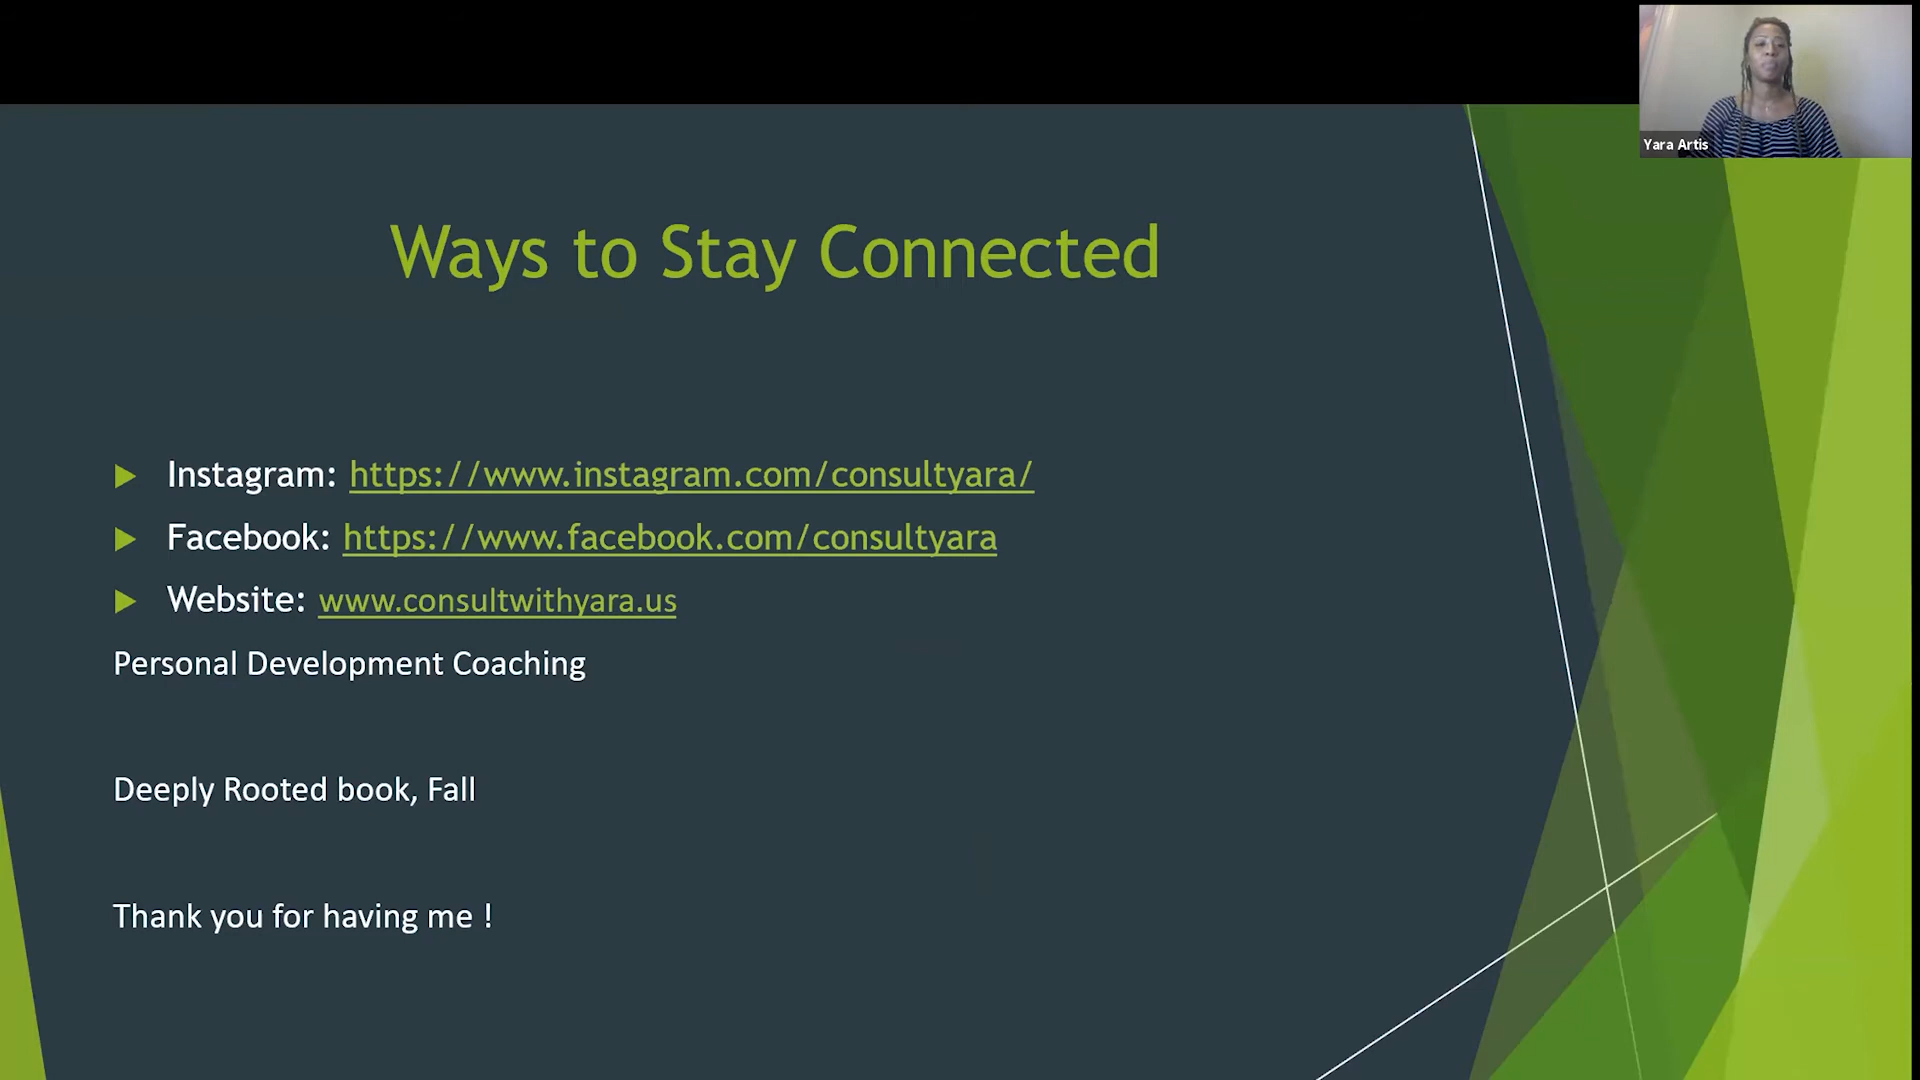 Yara Artis
Ways to Stay Connected
Instagram: https://www.instagram.com/consultyara/
Facebook: https://www.facebook.com/consultyara
Website: www.consultwithyara.us
Personal Development Coaching
Deeply Rooted book, Fall
Thank you for having me !